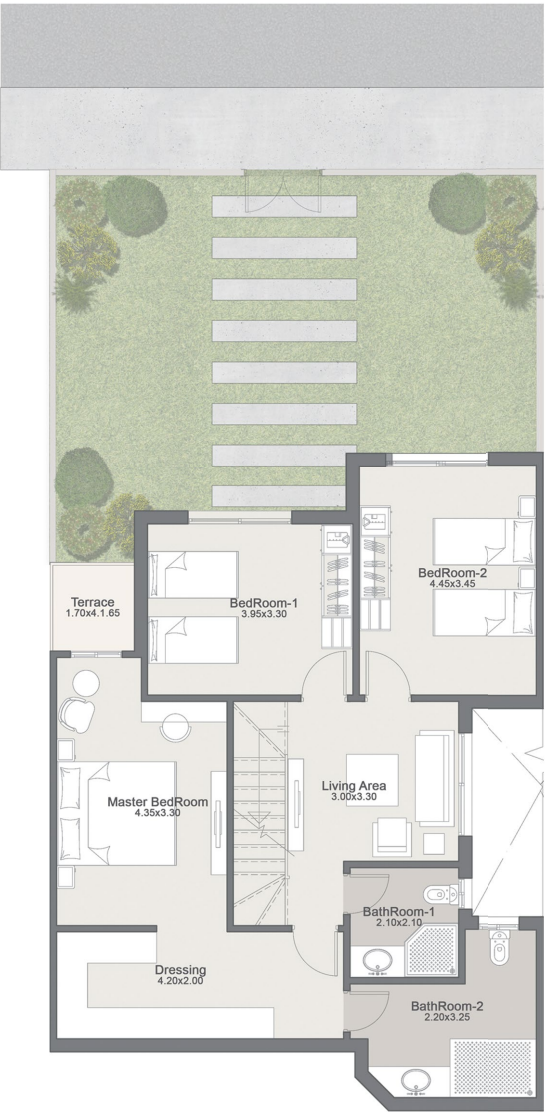 BedRoom-2
4.45x3.45
Terrace
1.70x4.1.65
BedRoom-1
3.95x3.30
Living Area
3.00x3.30
Master BedRoom
4.35x3.30
BathRoom-1
2.10x2.10
Dressing
4.20x2.00
BathRoom-2
2.20x3.25